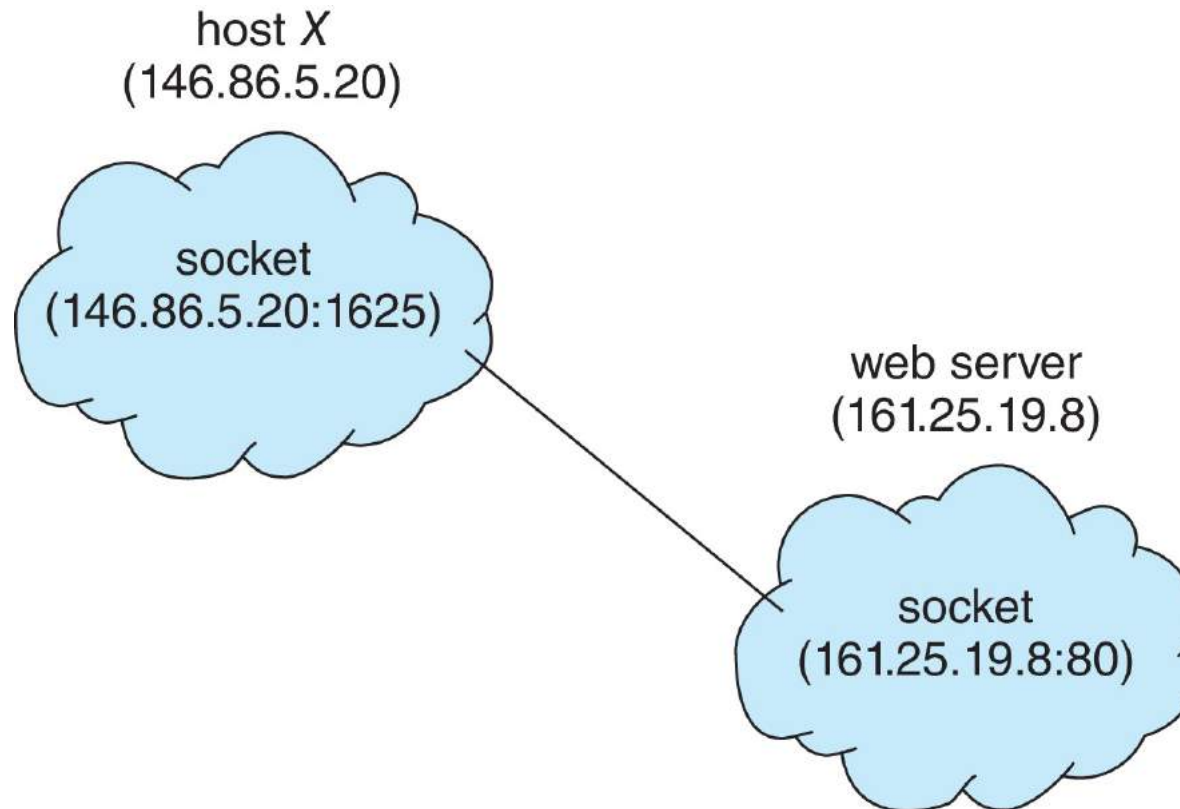 host X
(146.86.5.20)
socket
(146.86.5.20:1625)
web server
(161.25.19.8)
socket
(161.25.19.8:80)